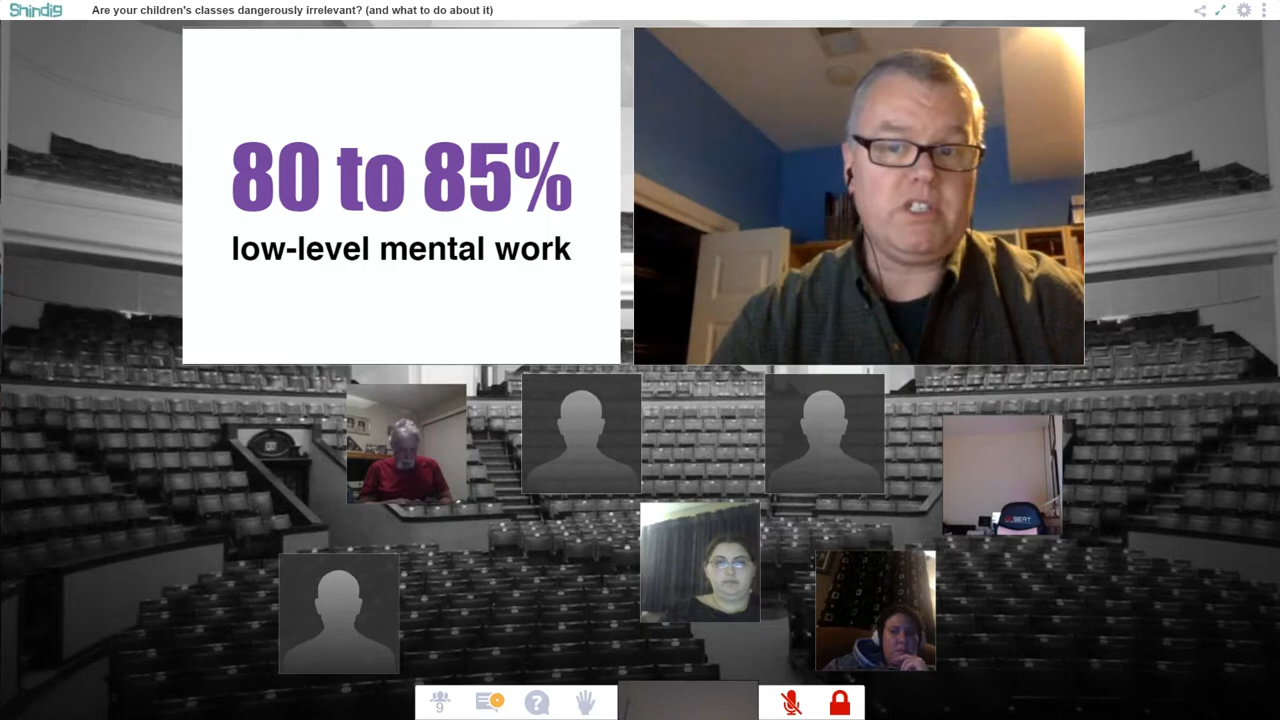 Shindig
Are your children's classes dangerously irrelevant? (and what to do about it)
80 to 85%
low-level mental work
9